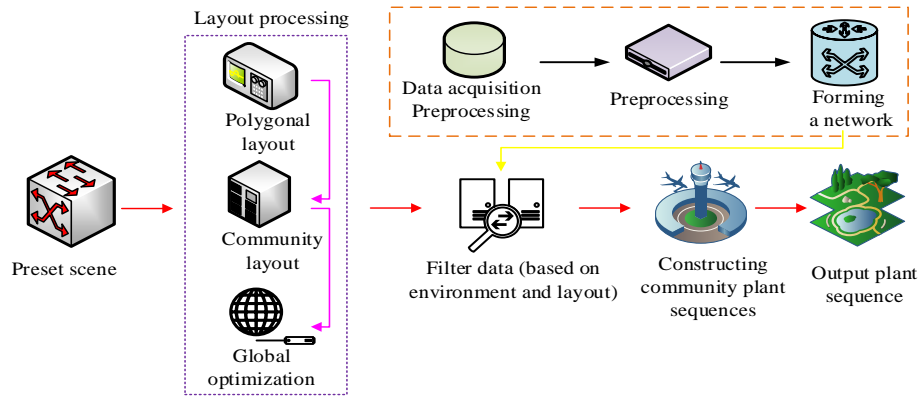 Layout processing
Polygonal
layout
Community
layout
Global
optimization
Preset scene
Data acquisition
Preprocessing
Preprocessing
Forming
a network
Filter data (based on
environment and layout)
Constructing
community plant
sequences
Output plant
sequence